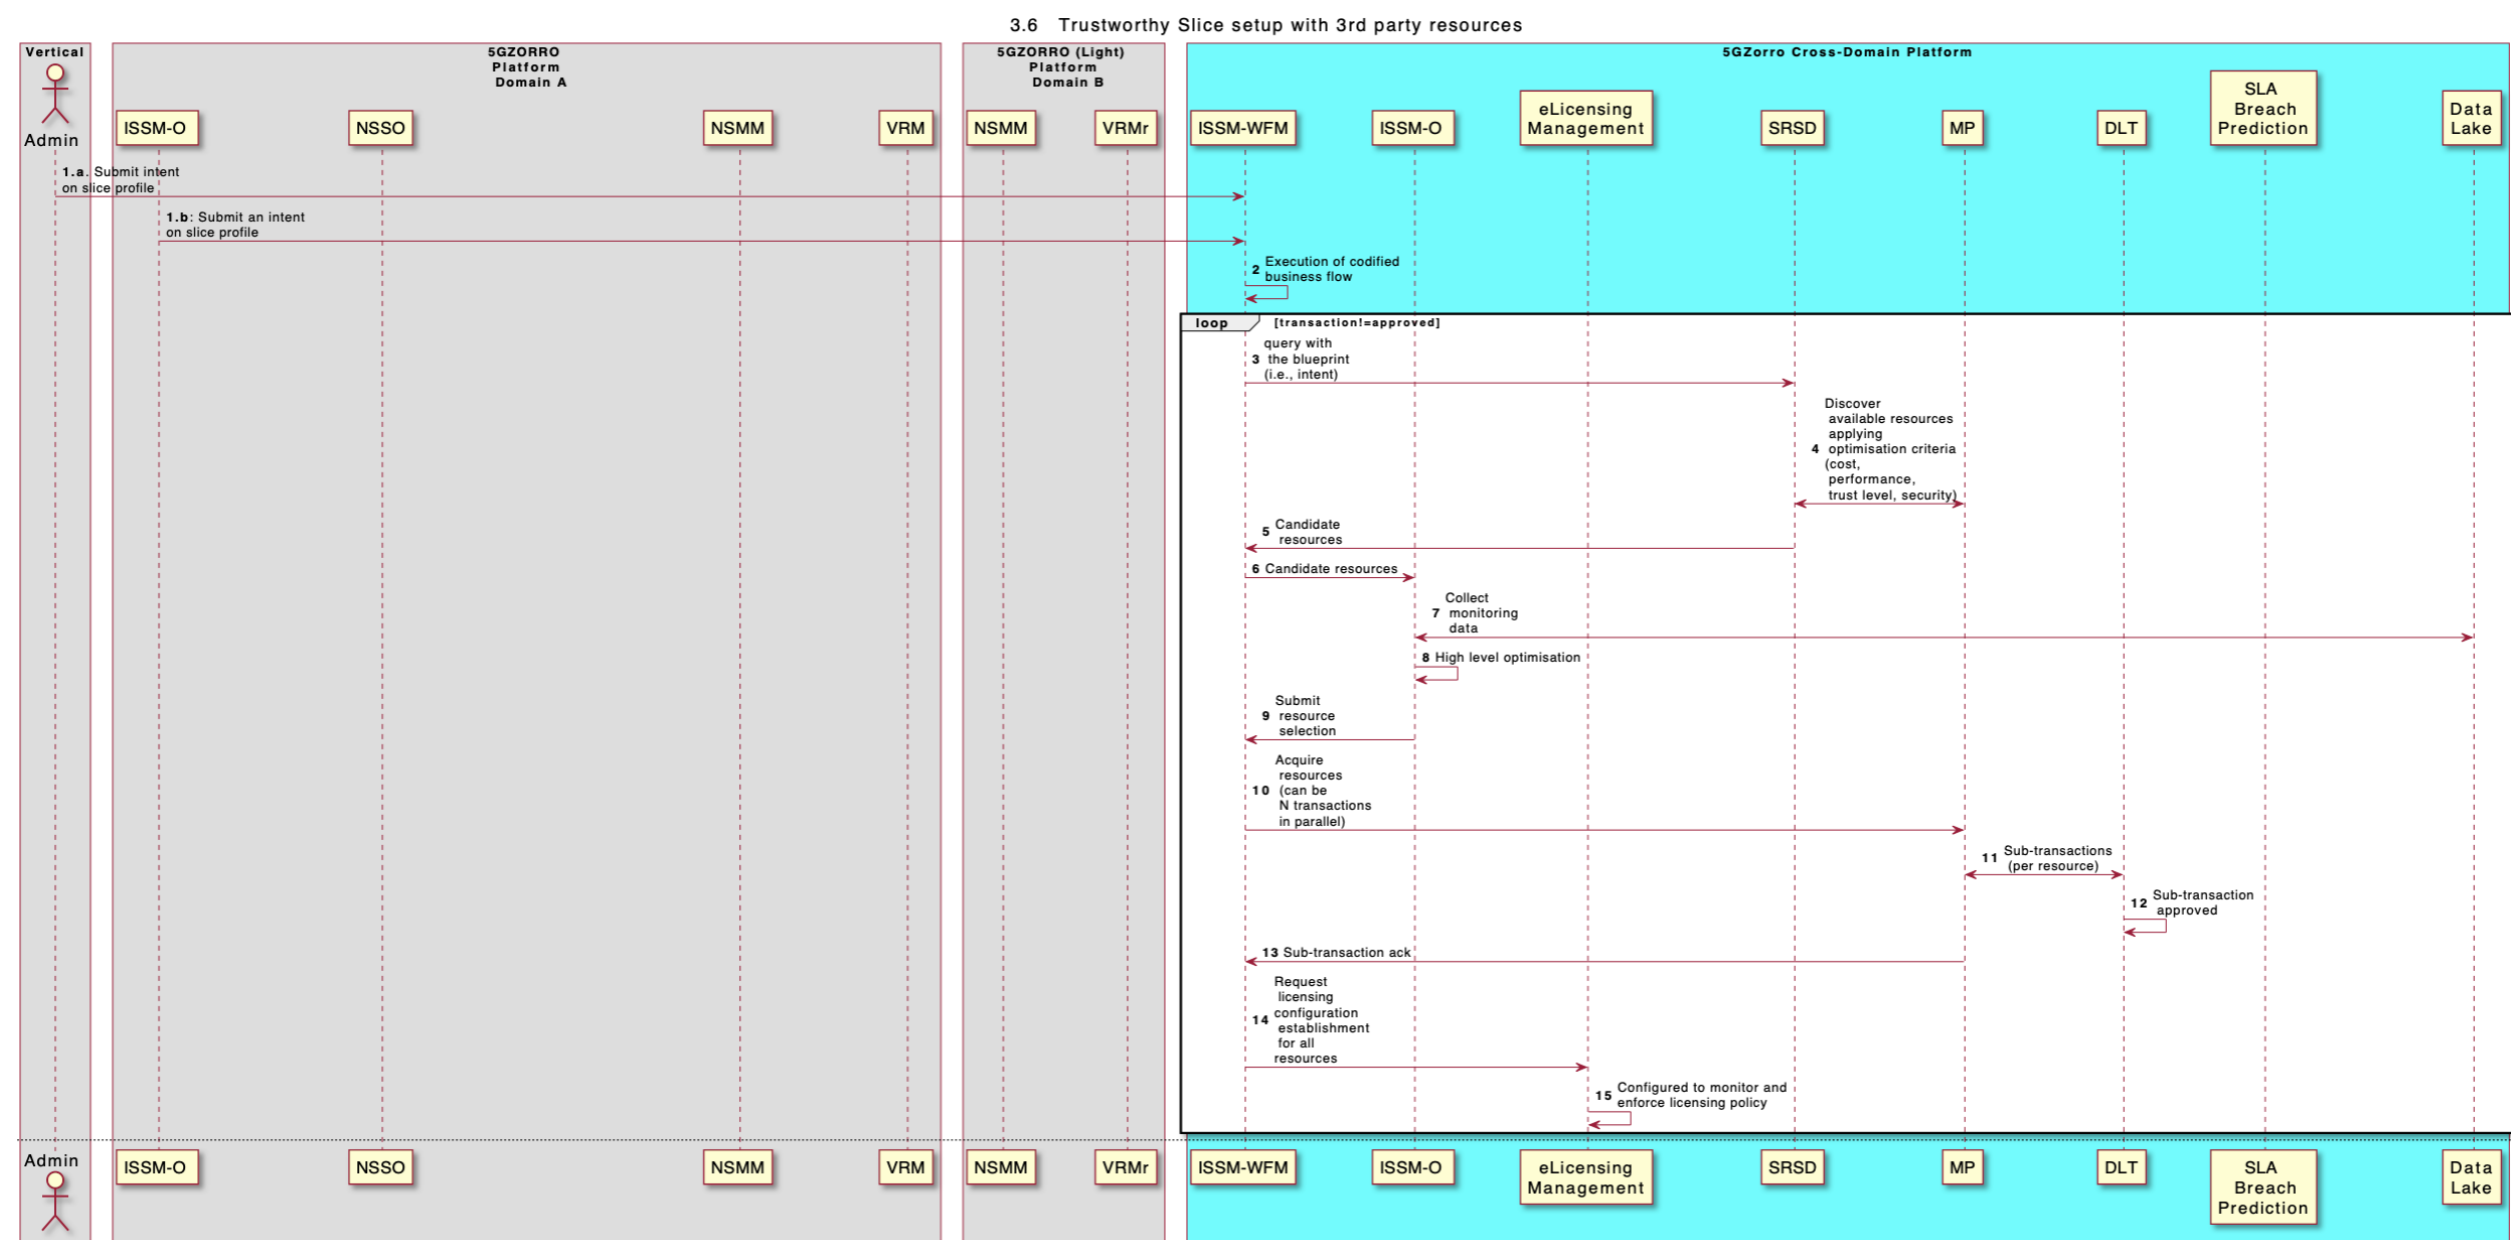 3.6 Trustworthy Slice setup with 3rd party resources
Vertical
5GZORRO
Platform
Domain A
5GZORRO (Light)
Platform
Domain B
5GZorro Cross-Domain Platform
Admin
ISSM-O
NSSO
NSMM
VRM
NSMM
VRMr
ISSM-WFM
ISSM-O
eLicensing
Management
SRSD
MP
DLT
SLA
Breach
Prediction
Data
Lake
1.a. Submit intent
on slice profile
1.b: Submit an intent
on slice profile
2 Execution of codified
business flow
loop [transaction!=approved]
query with
3 the blueprint
(i.e., intent)
Discover
available resources
applying
4 optimisation criteria
(cost,
performance,
trust level, security)
5 Candidate
resources
6 Candidate resources
Collect
7 monitoring
data
8 High level optimisation
Submit
9 resource
selection
Acquire
resources
10 (can be
N transactions
in parallel)
11 Sub-transactions
(per resource)
12 Sub-transaction
approved
13 Sub-transaction ack
Request
licensing
14 configuration
establishment
for all
resources
15 Configured to monitor and
enforce licensing policy
Admin
ISSM-O
NSSO
NSMM
VRM
NSMM
VRMr
ISSM-WFM
ISSM-O
eLicensing
Management
SRSD
MP
DLT
SLA
Breach
Prediction
Data
Lake